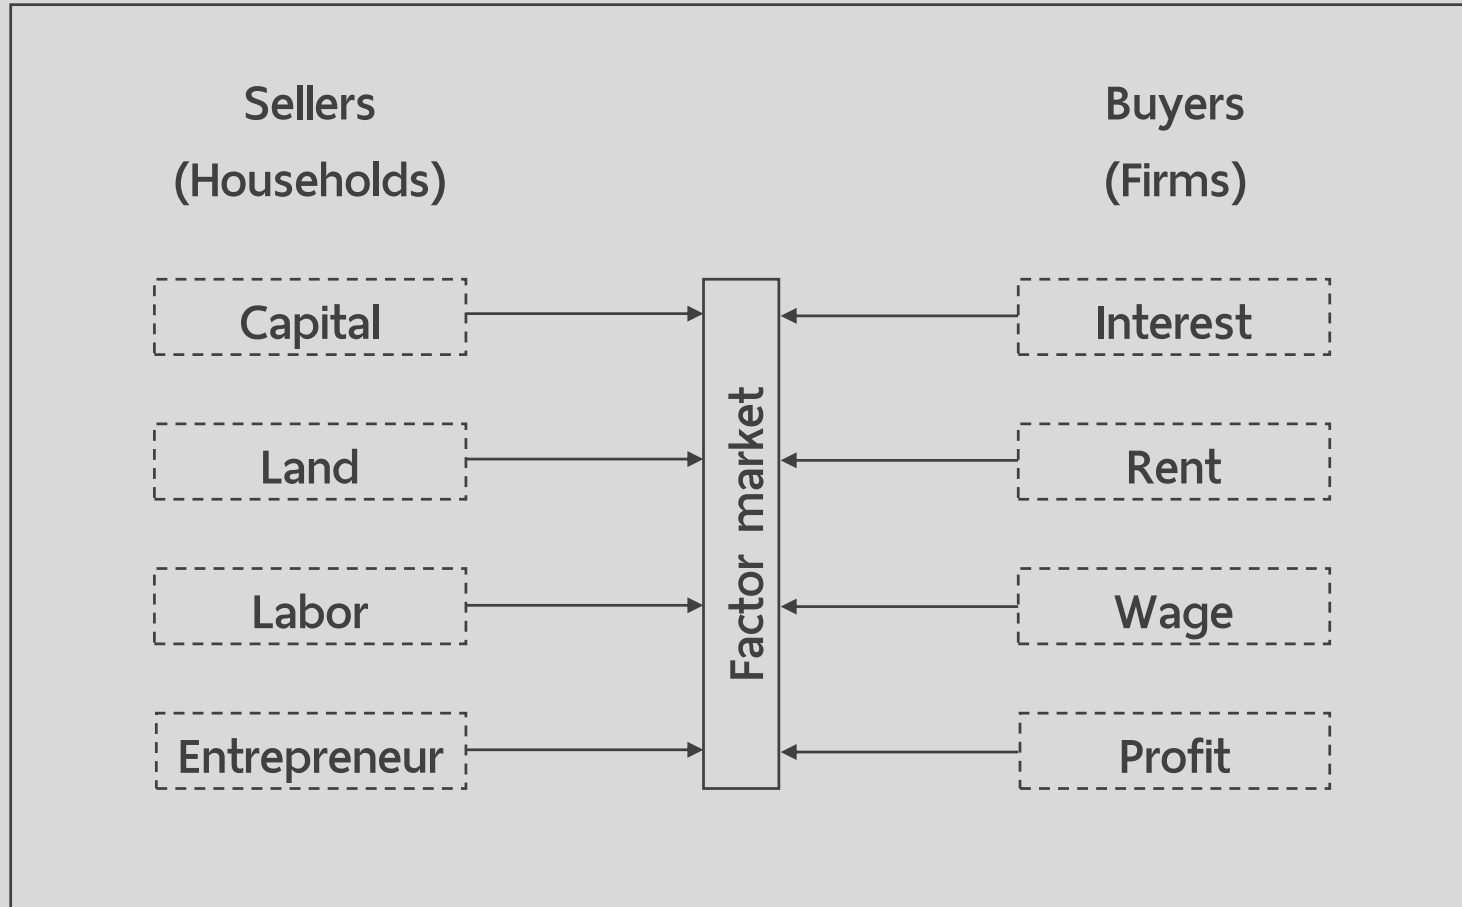 Sellers
(Households)
Buyers
(Firms)
Capital
Land
Labor
Entrepreneur
Factor market
Interest
Rent
Wage
Profit